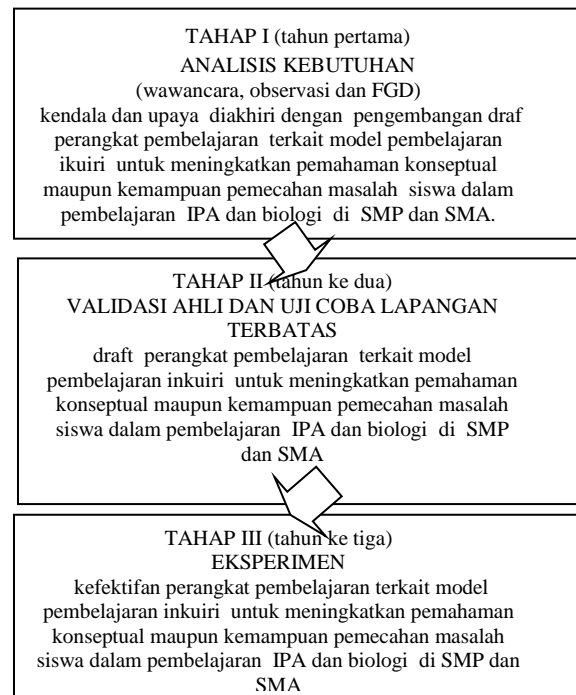 TAHAP I (tahun pertama)
ANALISIS KEBUTUHAN
(wawancara, observasi dan FGD)
kendala dan upaya diakhiri dengan pengembangan draf
perangkat pembelajaran terkait model pembelajaran
ikuiri untuk meningkatkan pemahaman konseptual
maupun kemampuan pemecahan masalah siswa dalam
pembelajaran IPA dan biologi di SMP dan SMA.
TAHAP II (tahun ke dua)
VALIDASI AHLI DAN UJI COBA LAPANGAN
TERBATAS
draft perangkat pembelajaran terkait model
pembelajaran inkuiri untuk meningkatkan pemahaman
konseptual maupun kemampuan pemecahan masalah
siswa dalam pembelajaran IPA dan biologi di SMP
dan SMA
TAHAP III (tahun ke tiga)
EKSPERIMEN
kefektifan perangkat pembelajaran terkait model
pembelajaran inkuiri untuk meningkatkan pemahaman
konseptual maupun kemampuan pemecahan masalah
siswa dalam pembelajaran IPA dan biologi di SMP dan
SMA